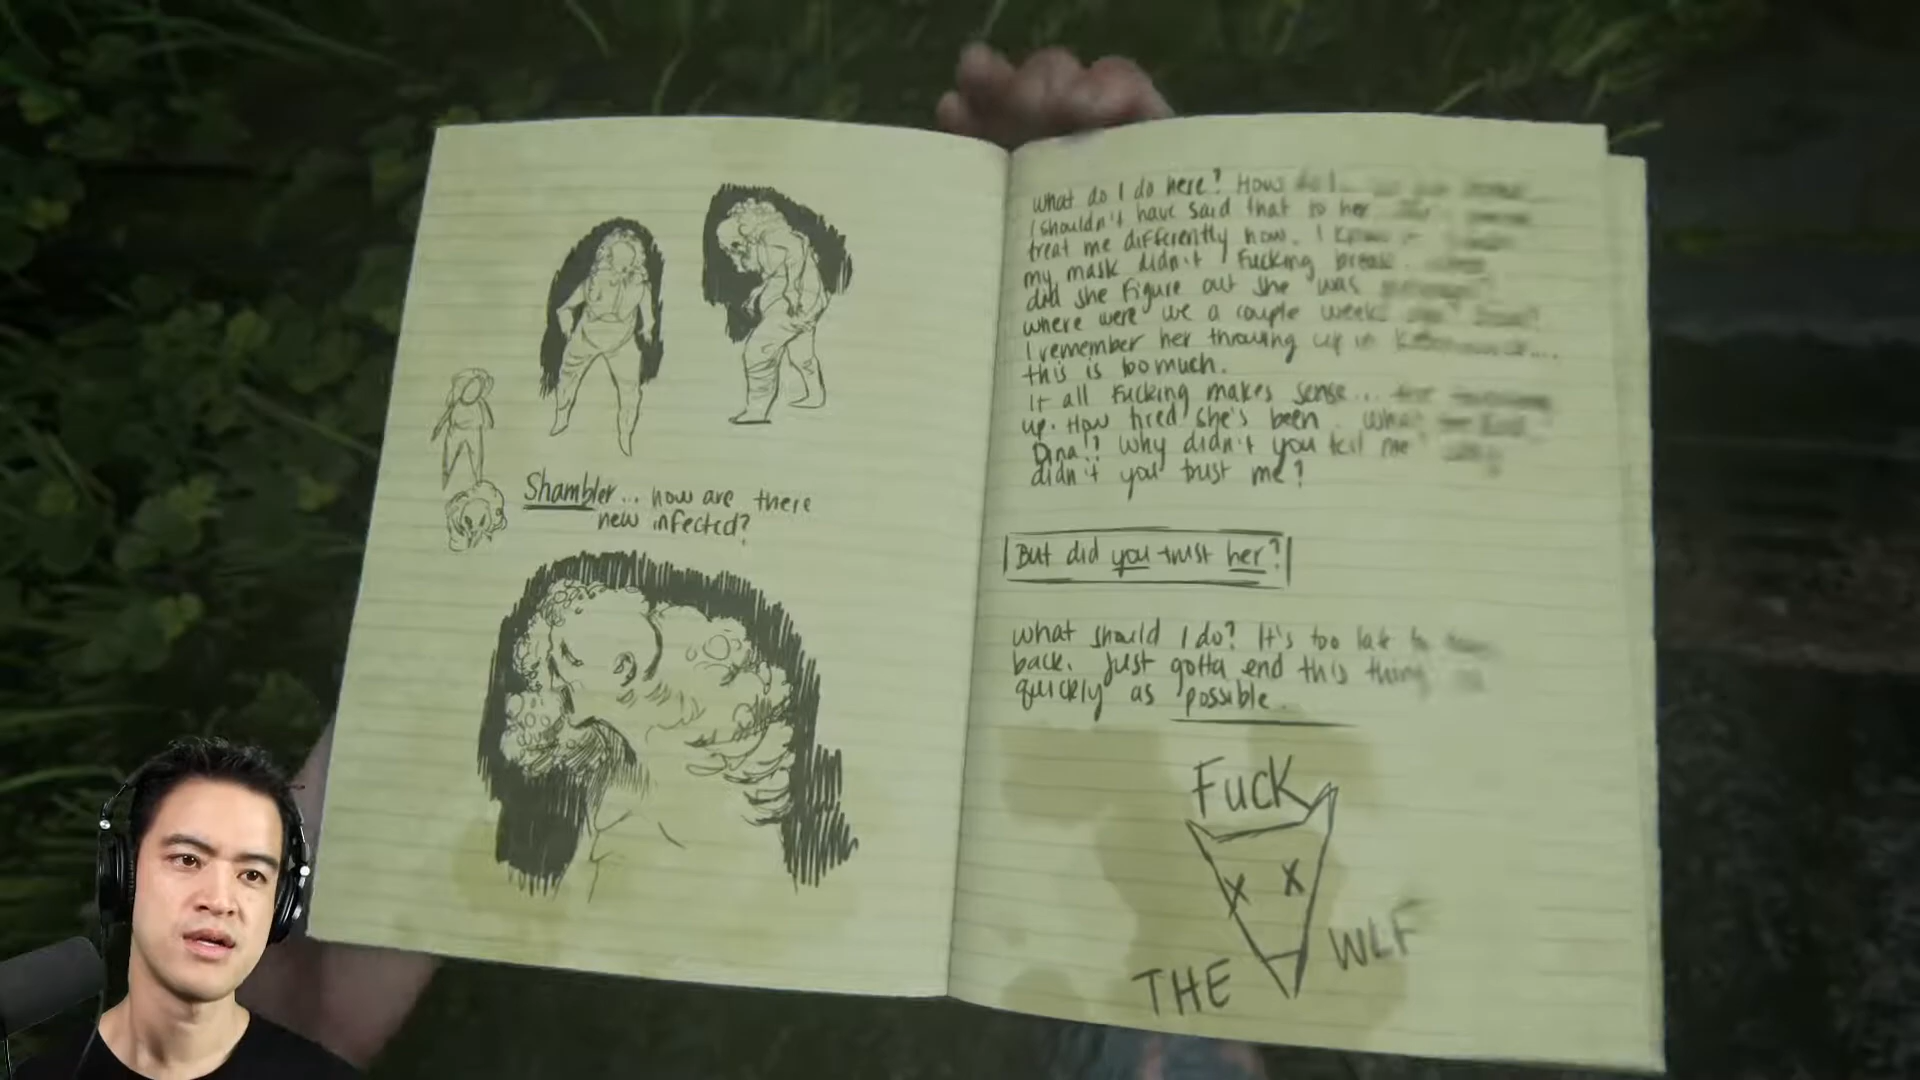 Shambler... how are there
new infected?
What do I do here? How do I
I shouldn't have said that to her
treat me differently now. I know
my mask didn't fucking break.
did she figure out she was
where were we a couple weeks
I remember her throwing up in
this is too much.
It all fucking makes sense...
up. How tired she's been. What
Dina!? Why didn't you tell me
didn't you trust me?
But did you trust her?
what should I do? It's too late to
back. Just gotta end this thing
quickly as possible.
FUCK
THE WLF